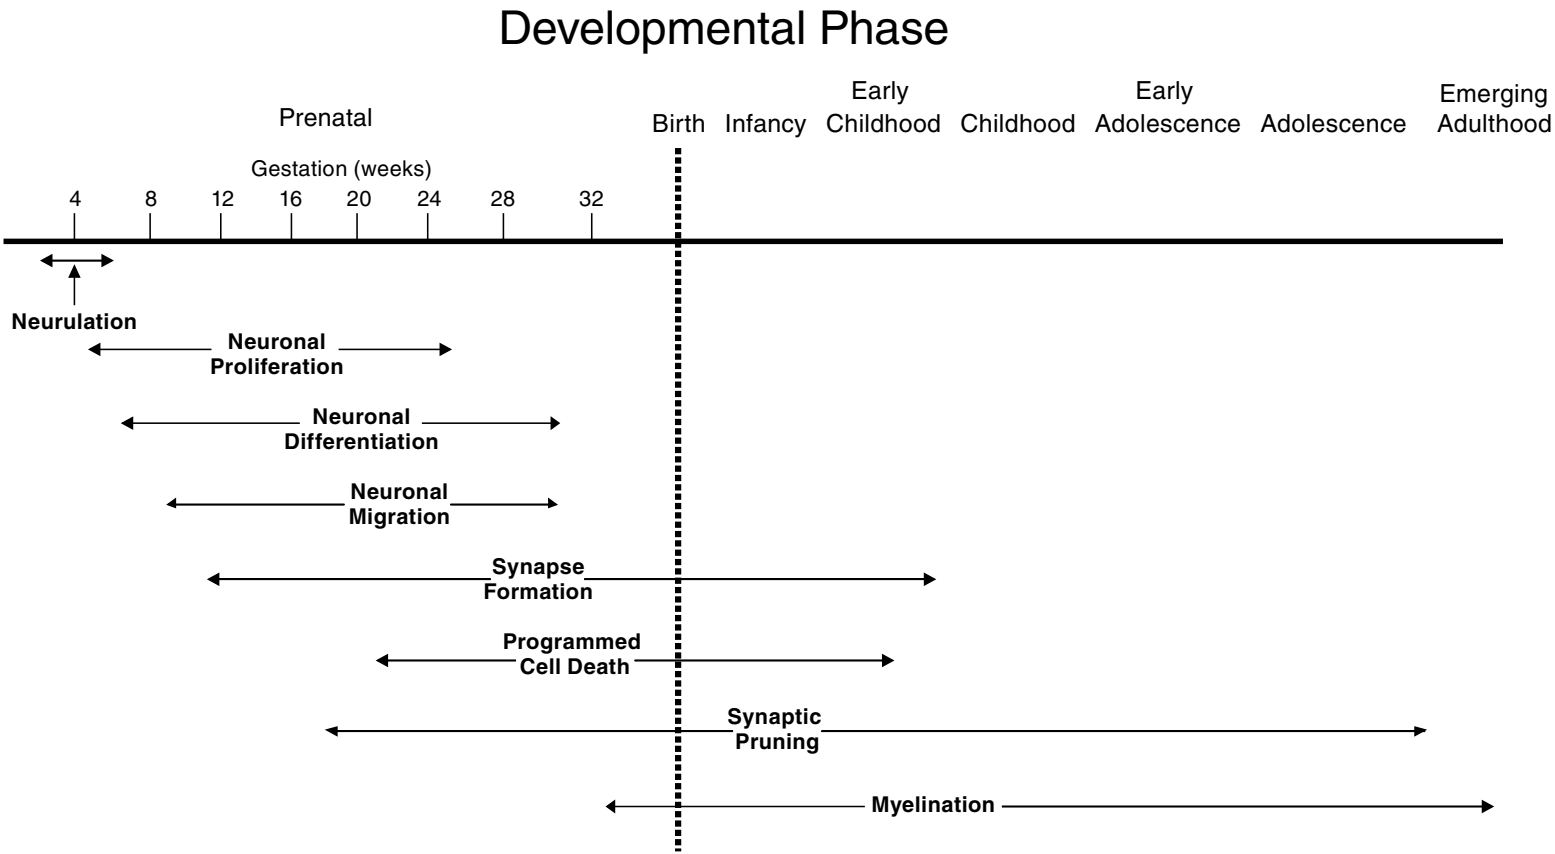 Developmental Phase
Prenatal
Birth
Infancy
Early
Childhood
Childhood
Early
Adolescence
Adolescence
Emerging
Adulthood
Gestation (weeks)
4 8 12 16 20 24 28 32
Neurulation
Neuronal
Proliferation
Neuronal
Differentiation
Neuronal
Migration
Synapse
Formation
Programmed
Cell Death
Synaptic
Pruning
Myelination